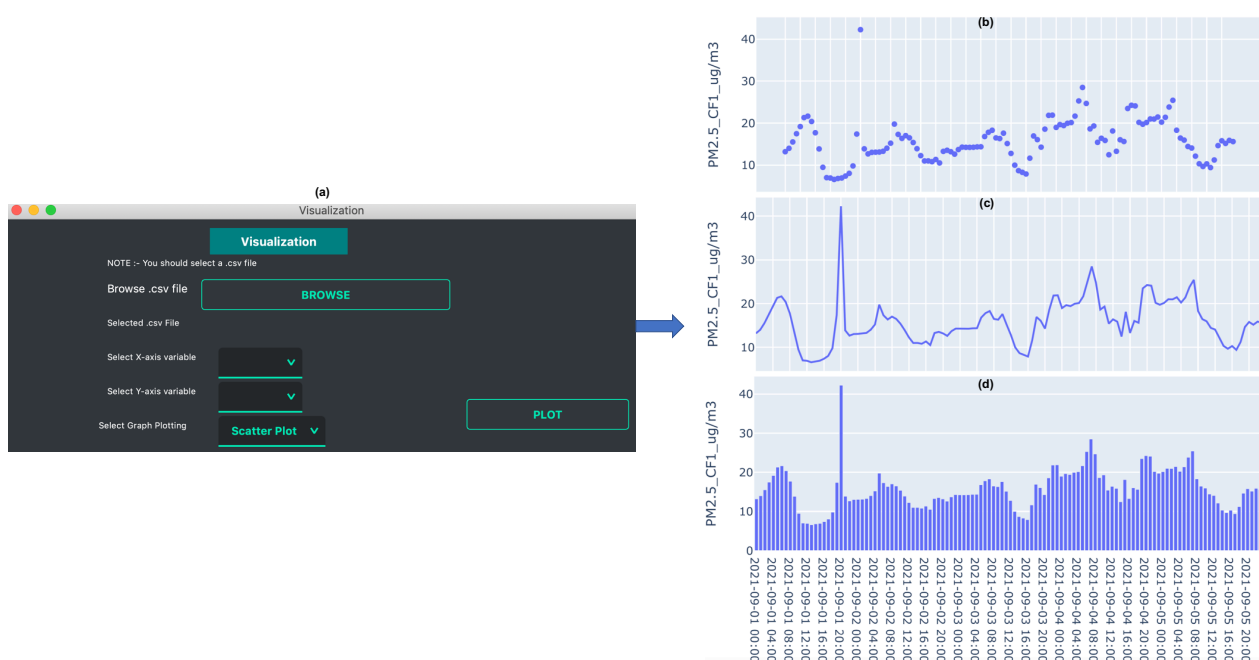 (a)
Visualization
Visualization
NOTE :- You should select a .csv file
Browse .csv file
BROWSE
Selected .csv File
Select X-axis variable
Select Y-axis variable
Select Graph Plotting
Scatter Plot
PLOT
(b)
PM2.5_CF1_ug/m3
40
30
20
10
(c)
PM2.5_CF1_ug/m3
40
30
20
10
(d)
PM2.5_CF1_ug/m3
40
30
20
10
0
2021-09-01 00:00
2021-09-01 04:00
2021-09-01 08:00
2021-09-01 12:00
2021-09-01 16:00
2021-09-01 20:00
2021-09-02 00:00
2021-09-02 04:00
2021-09-02 08:00
2021-09-02 12:00
2021-09-02 16:00
2021-09-02 20:00
2021-09-03 00:00
2021-09-03 04:00
2021-09-03 08:00
2021-09-03 12:00
2021-09-03 16:00
2021-09-03 20:00
2021-09-04 00:00
2021-09-04 04:00
2021-09-04 08:00
2021-09-04 12:00
2021-09-04 16:00
2021-09-04 20:00
2021-09-05 00:00
2021-09-05 04:00
2021-09-05 08:00
2021-09-05 12:00
2021-09-05 16:00
2021-09-05 20:00